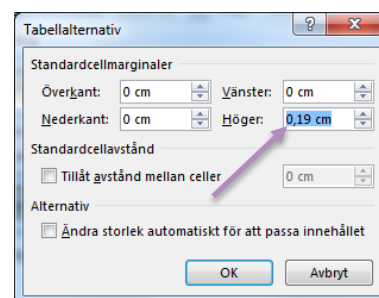 Tabellalternativ
Standardcellmarginaler
Överkant: 0 cm Vänster: 0 cm
Nederkant: 0 cm Höger: 0,19 cm
Standardcellavstånd
Tillåt avstånd mellan celler 0 cm
Alternativ
Ändra storlek automatiskt för att passa innehållet
OK Avbryt